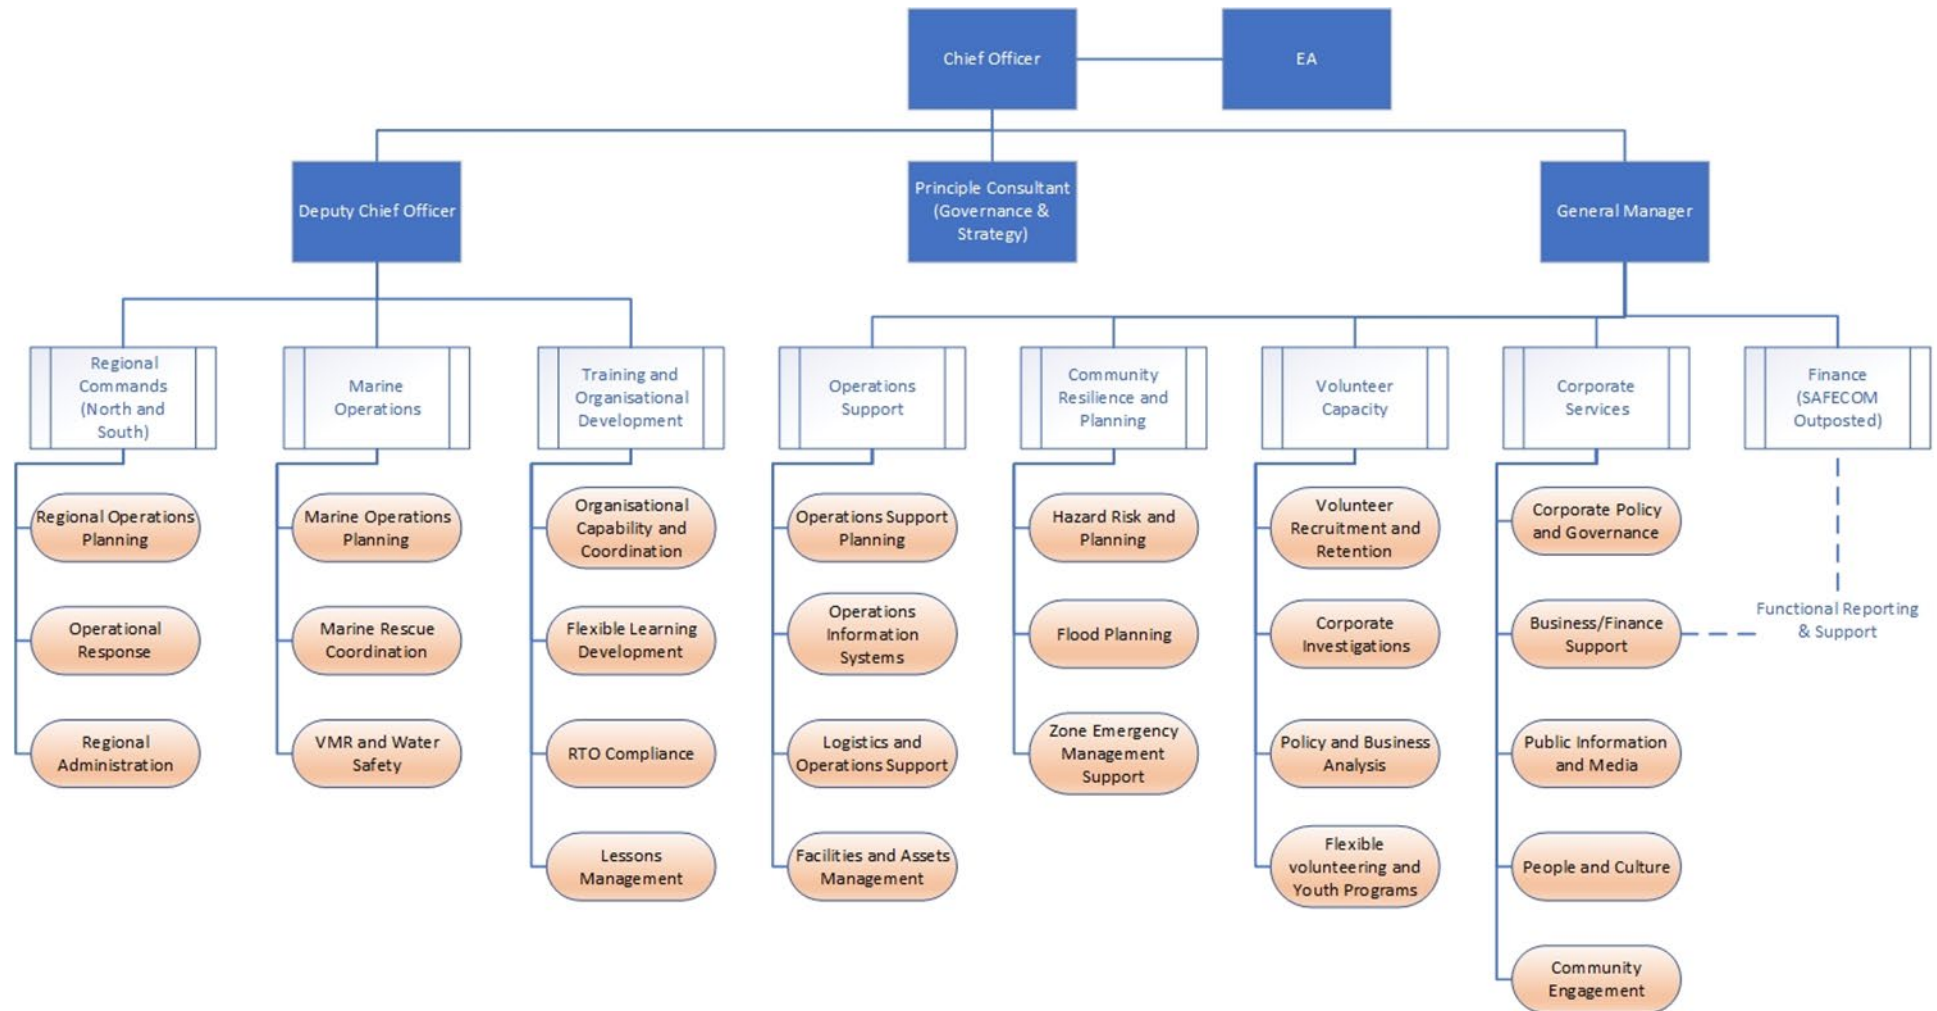 Chief Officer
EA
Deputy Chief Officer
Principle Consultant
(Governance &
Strategy)
General Manager
Regional
Commands
(North and
South)
Marine
Operations
Training and
Organisational
Development
Operations
Support
Community
Resilience and
Planning
Volunteer
Capacity
Corporate
Services
Finance
(SAFECOM
Outposted)
Regional Operations
Planning
Operational
Response
Regional
Administration
Marine Operations
Planning
Marine Rescue
Coordination
VMR and Water
Safety
Organisational
Capability and
Coordination
Flexible Learning
Development
RTO Compliance
Lessons
Management
Operations Support
Planning
Operations
Information
Systems
Logistics and
Operations Support
Facilities and Assets
Management
Hazard Risk and
Planning
Flood Planning
Zone Emergency
Management
Support
Volunteer
Recruitment and
Retention
Corporate
Investigations
Policy and Business
Analysis
Flexible
volunteering and
Youth Programs
Corporate Policy
and Governance
Business/Finance
Support
Public Information
and Media
People and Culture
Community
Engagement
Functional Reporting
& Support